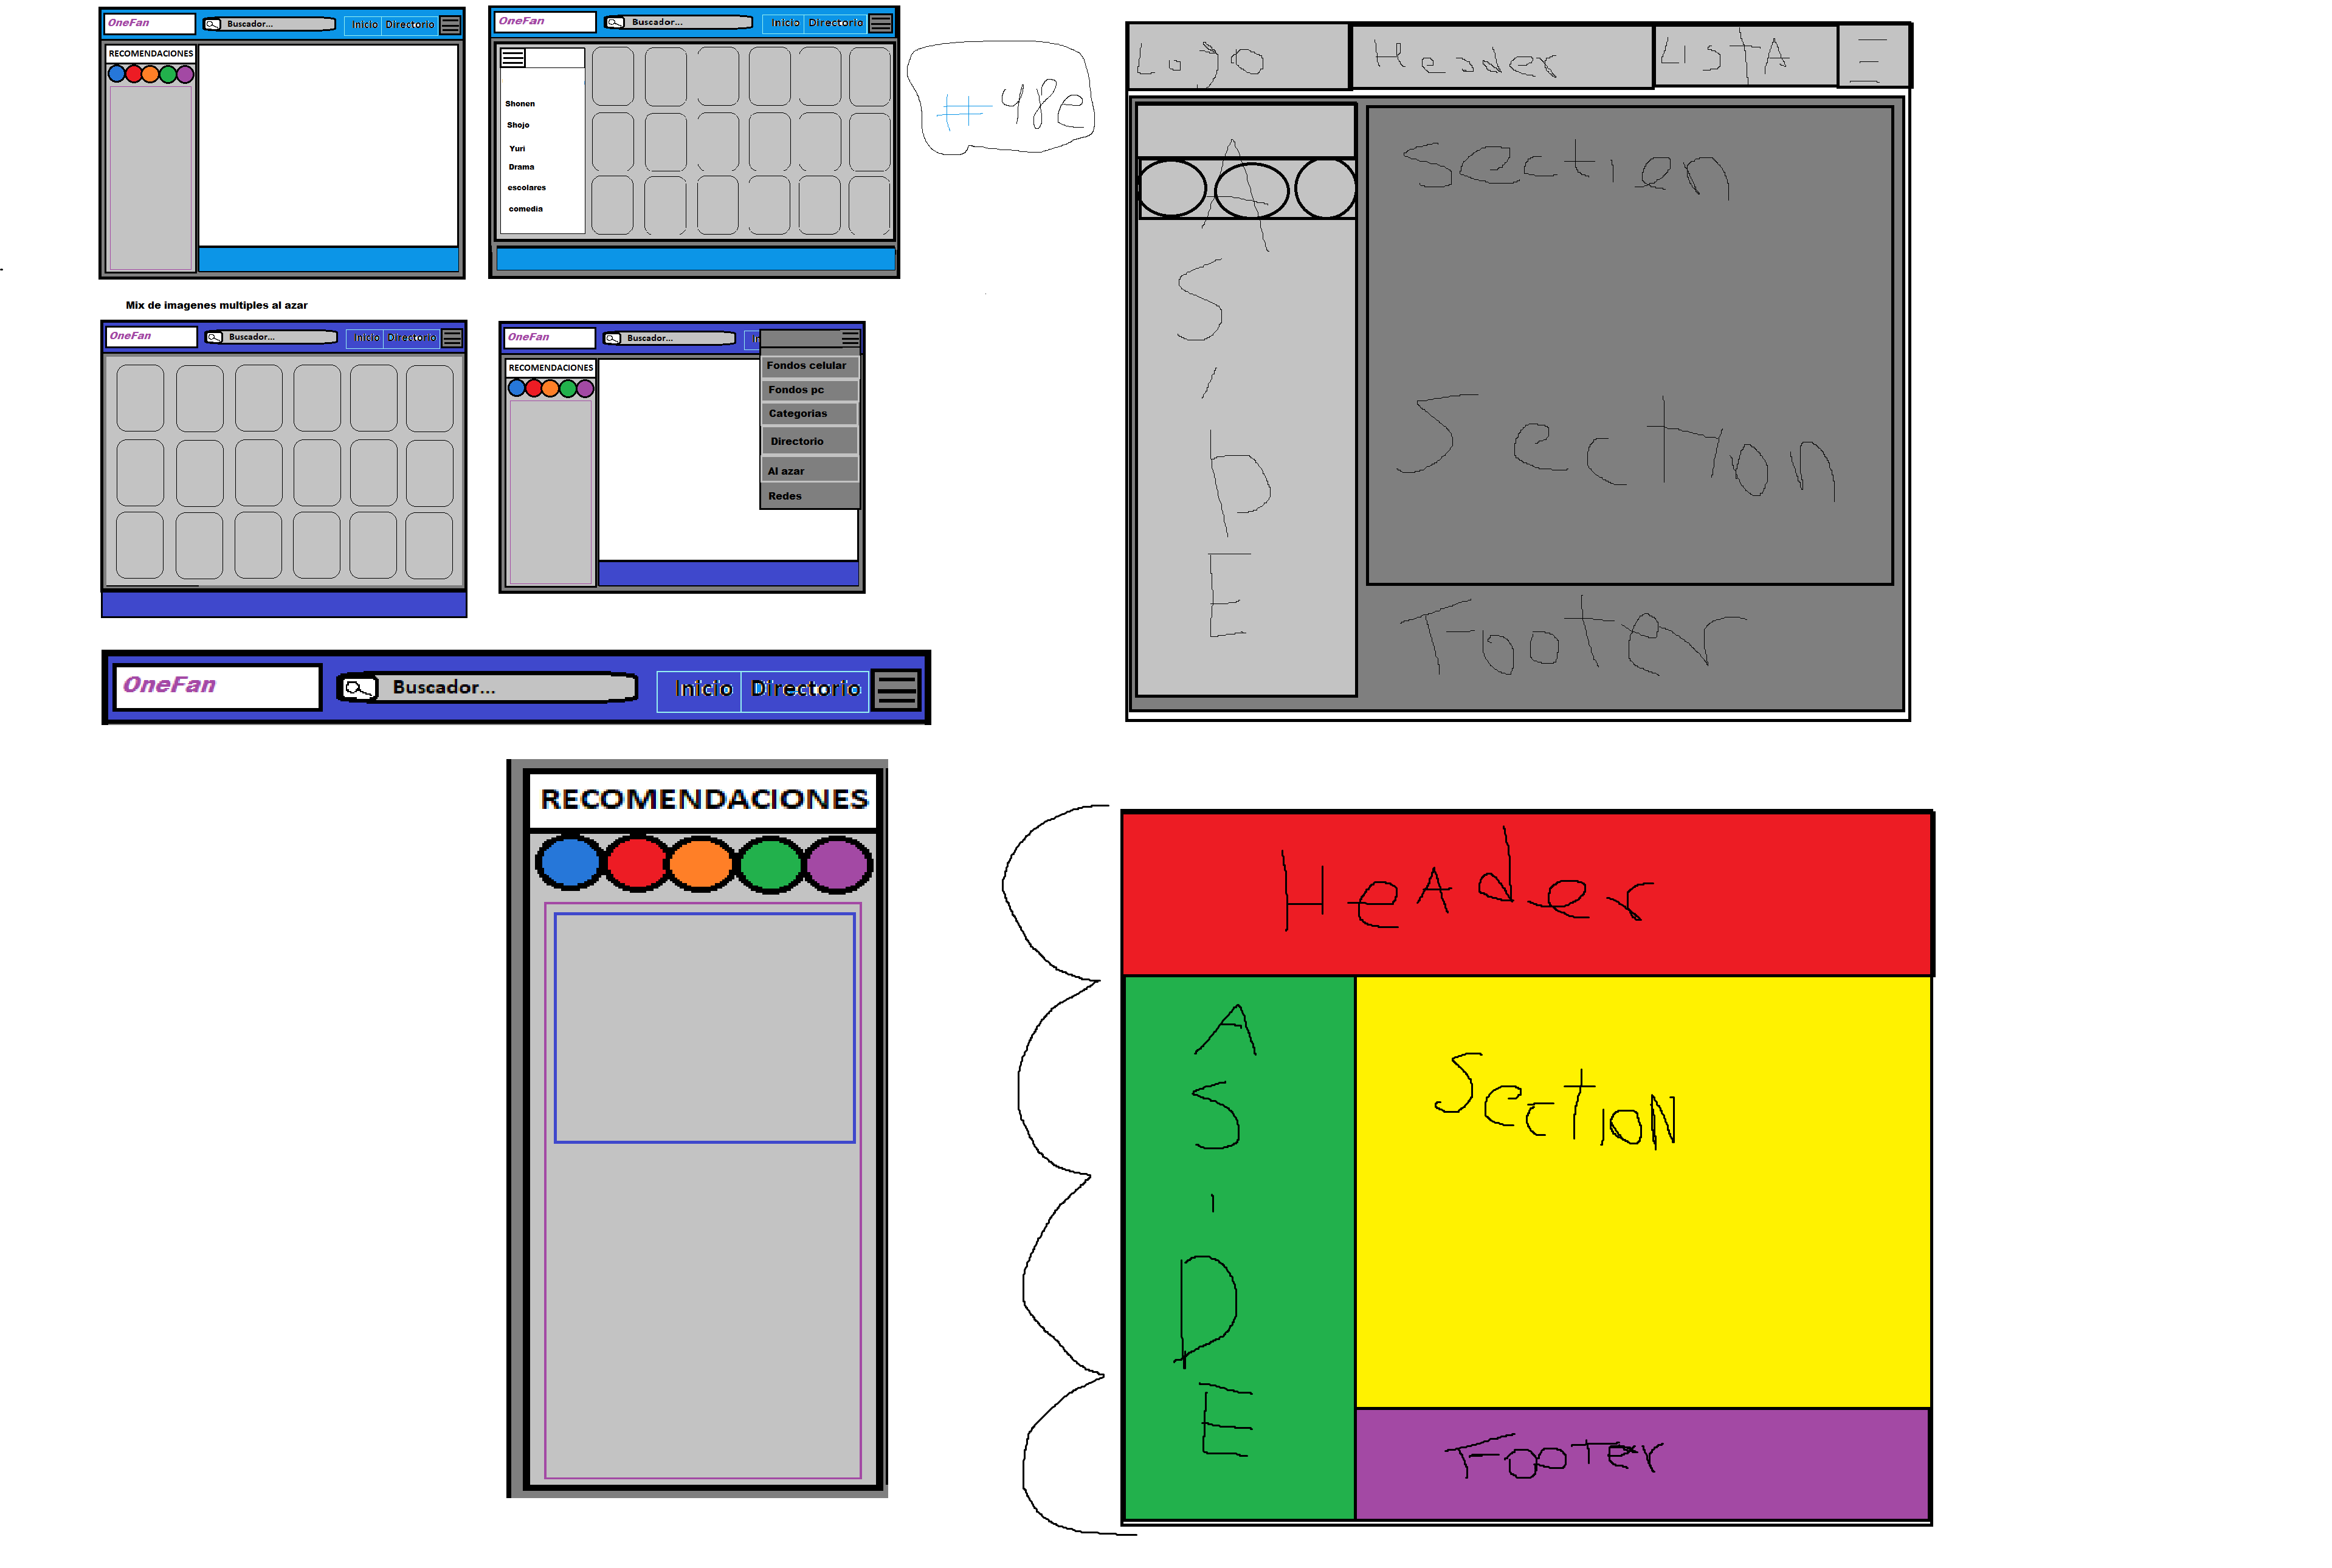 OneFan
Buscador...
Inicio Directorio
RECOMENDACIONES
OneFan
Buscador...
Inicio Directorio
Shonen
Shojo
Yuri
Drama
escolares
comedia
#48e
Mix de imagenes multiples al azar
OneFan
Buscador...
Inicio Directorio
OneFan
Buscador...
In
RECOMENDACIONES
Fondos celular
Fondos pc
Categorias
Directorio
Al azar
Redes
OneFan
Buscador...
Inicio Directorio
RECOMENDACIONES
Logo Header LISTA
ASiDE
Section
Section
Footer
HeAder
ASiDE
SectioN
Footer